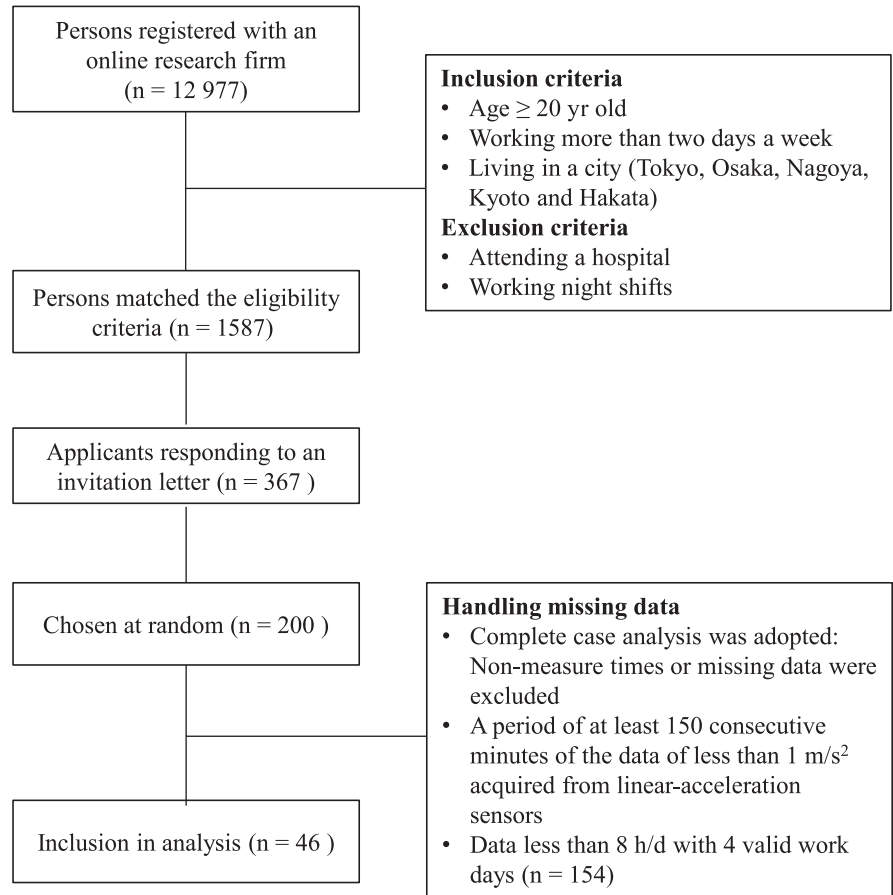 Persons registered with an
online research firm
(n = 12 977)
Inclusion criteria
• Age ≥ 20 yr old
• Working more than two days a week
• Living in a city (Tokyo, Osaka, Nagoya,
Kyoto and Hakata)
Exclusion criteria
• Attending a hospital
• Working night shifts
Persons matched the eligibility
criteria (n = 1587)
Applicants responding to an
invitation letter (n = 367 )
Chosen at random (n = 200 )
Handling missing data
• Complete case analysis was adopted:
Non-measure times or missing data were
excluded
• A period of at least 150 consecutive
minutes of the data of less than 1 m/s²
acquired from linear-acceleration
sensors
• Data less than 8 h/d with 4 valid work
days (n = 154)
Inclusion in analysis (n = 46 )